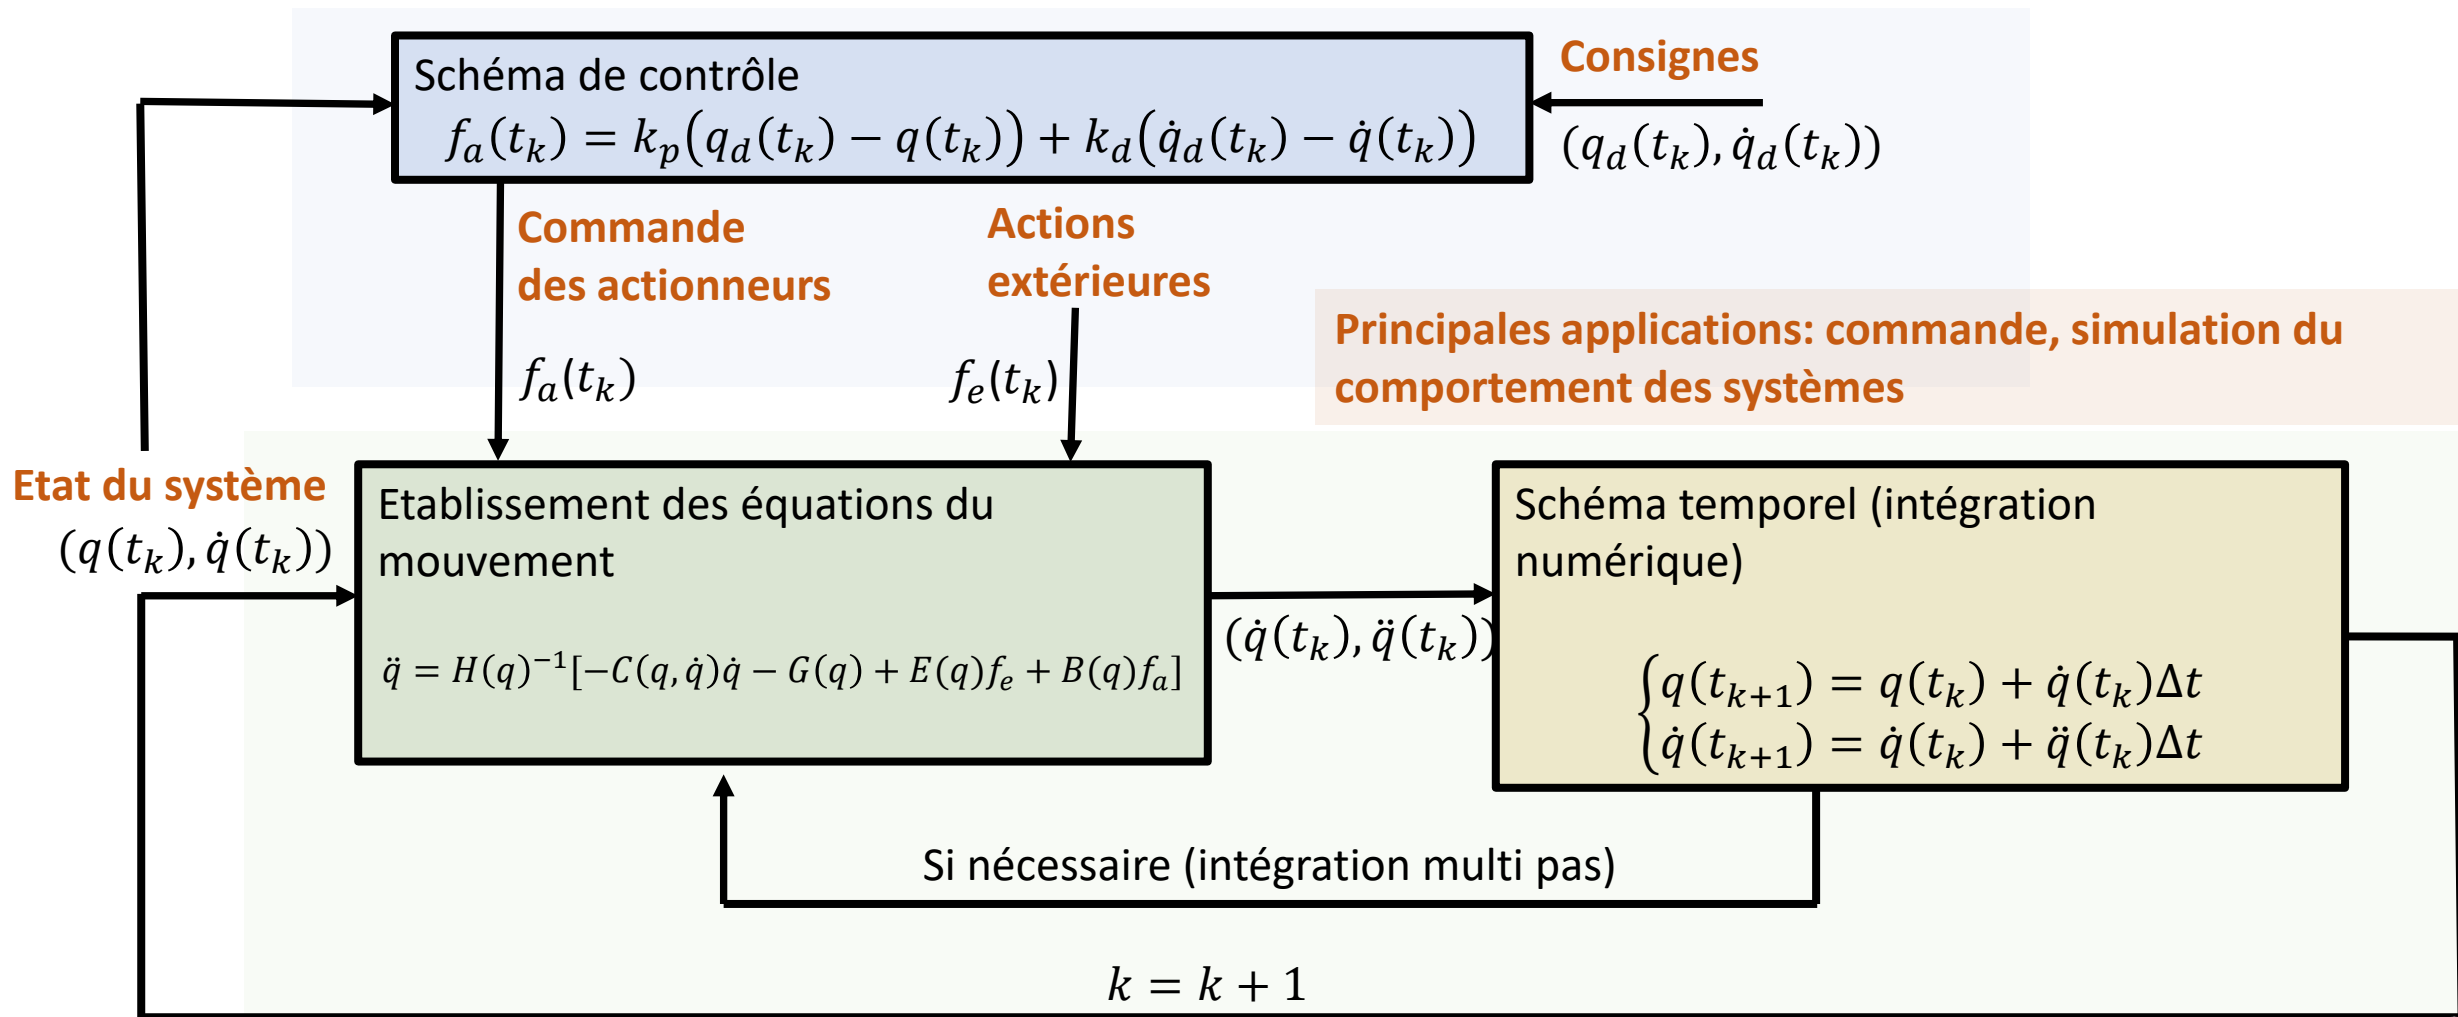 Schéma de contrôle
f_a(t_k) = k_p(q_d(t_k) − q(t_k)) + k_d(q̇_d(t_k) − q̇(t_k))
Consignes
(q_d(t_k), q̇_d(t_k))
Commande
des actionneurs
f_a(t_k)
Actions
extérieures
f_e(t_k)
Principales applications: commande, simulation du
comportement des systèmes
Etat du système
(q(t_k), q̇(t_k))
Etablissement des équations du
mouvement
q̈ = H(q)⁻¹[−C(q, q̇)q̇ − G(q) + E(q)f_e + B(q)f_a]
(q̇(t_k), q̈(t_k))
Schéma temporel (intégration
numérique)
q(t_{k+1}) = q(t_k) + q̇(t_k)Δt
q̇(t_{k+1}) = q̇(t_k) + q̈(t_k)Δt
Si nécessaire (intégration multi pas)
k = k + 1